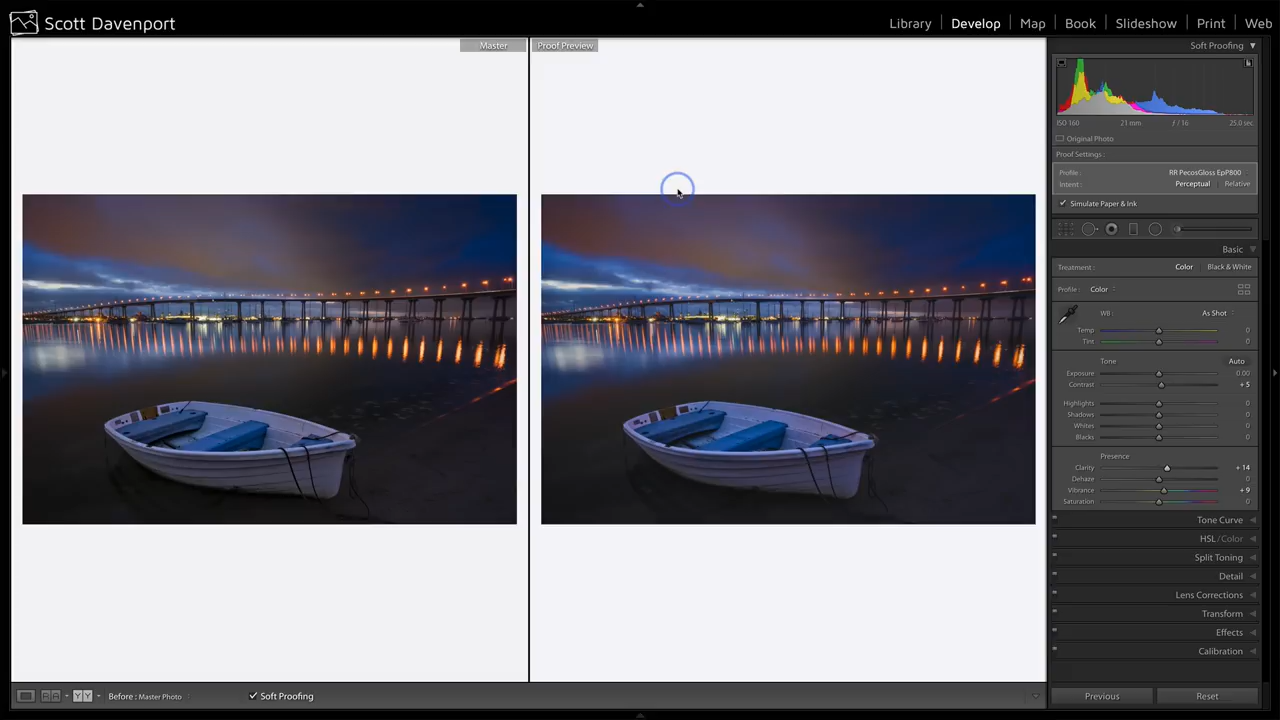 Scott Davenport
Library | Develop | Map | Book | Slideshow | Print | Web
Master
Proof Preview
Soft Proofing
ISO 160 21 mm ƒ / 16 25.0 sec
Original Photo
Proof Settings :
Profile : RR PecosGloss EpP800
Intent : Perceptual Relative
Simulate Paper & Ink
Basic
Treatment : Color Black & White
Profile : Color
WB : As Shot
Temp 0
Tint 0
Tone Auto
Exposure 0.00
Contrast + 5
Highlights 0
Shadows 0
Whites 0
Blacks 0
Presence
Clarity + 14
Dehaze 0
Vibrance + 9
Saturation 0
Tone Curve
HSL / Color
Split Toning
Detail
Lens Corrections
Transform
Effects
Calibration
RA YY Before : Master Photo Soft Proofing
Previous Reset